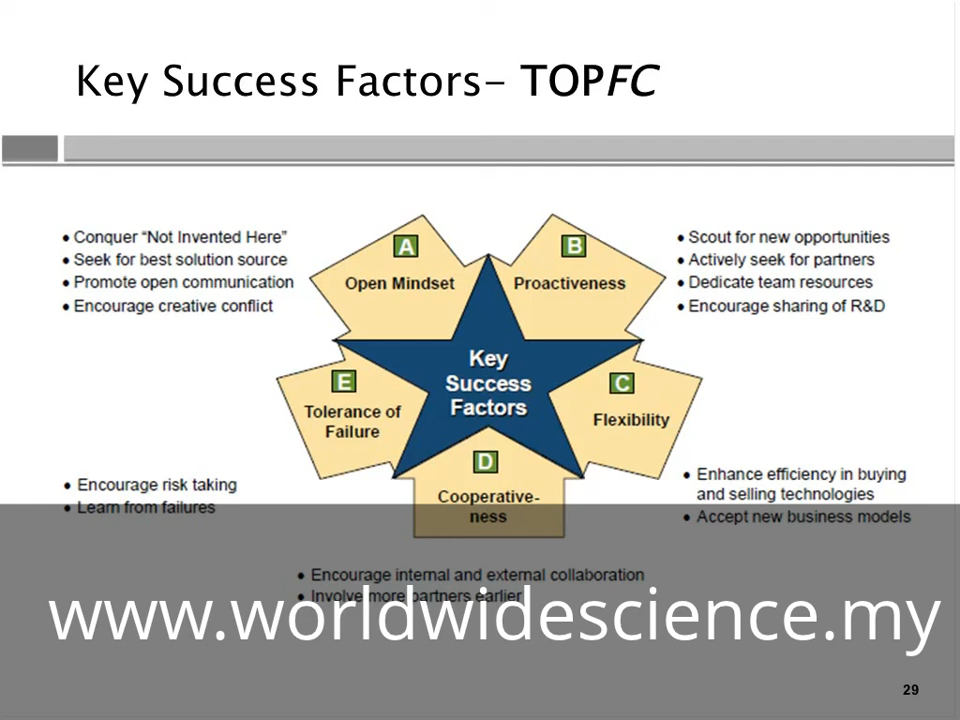 Key Success Factors- TOPFC
• Conquer “Not Invented Here”
• Seek for best solution source
• Promote open communication
• Encourage creative conflict
A
Open Mindset
B
Proactiveness
• Scout for new opportunities
• Actively seek for partners
• Dedicate team resources
• Encourage sharing of R&D
Key
Success
Factors
E
Tolerance of
Failure
C
Flexibility
D
Cooperative-
ness
• Encourage risk taking
• Learn from failures
• Enhance efficiency in buying
and selling technologies
• Accept new business models
• Encourage internal and external collaboration
• Involve more partners earlier
www.worldwidescience.my
29